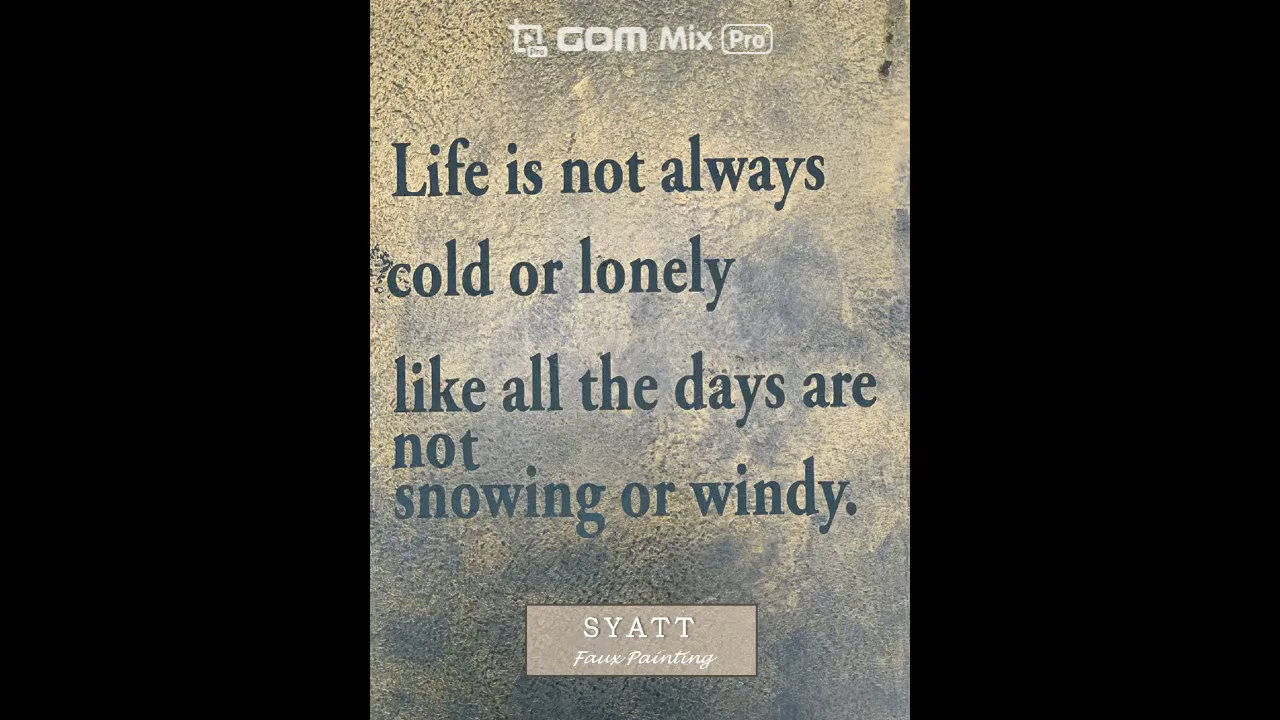 GOM Mix Pro
Life is not always
cold or lonely
like all the days are
not
snowing or windy.
SYATT
Faux Painting